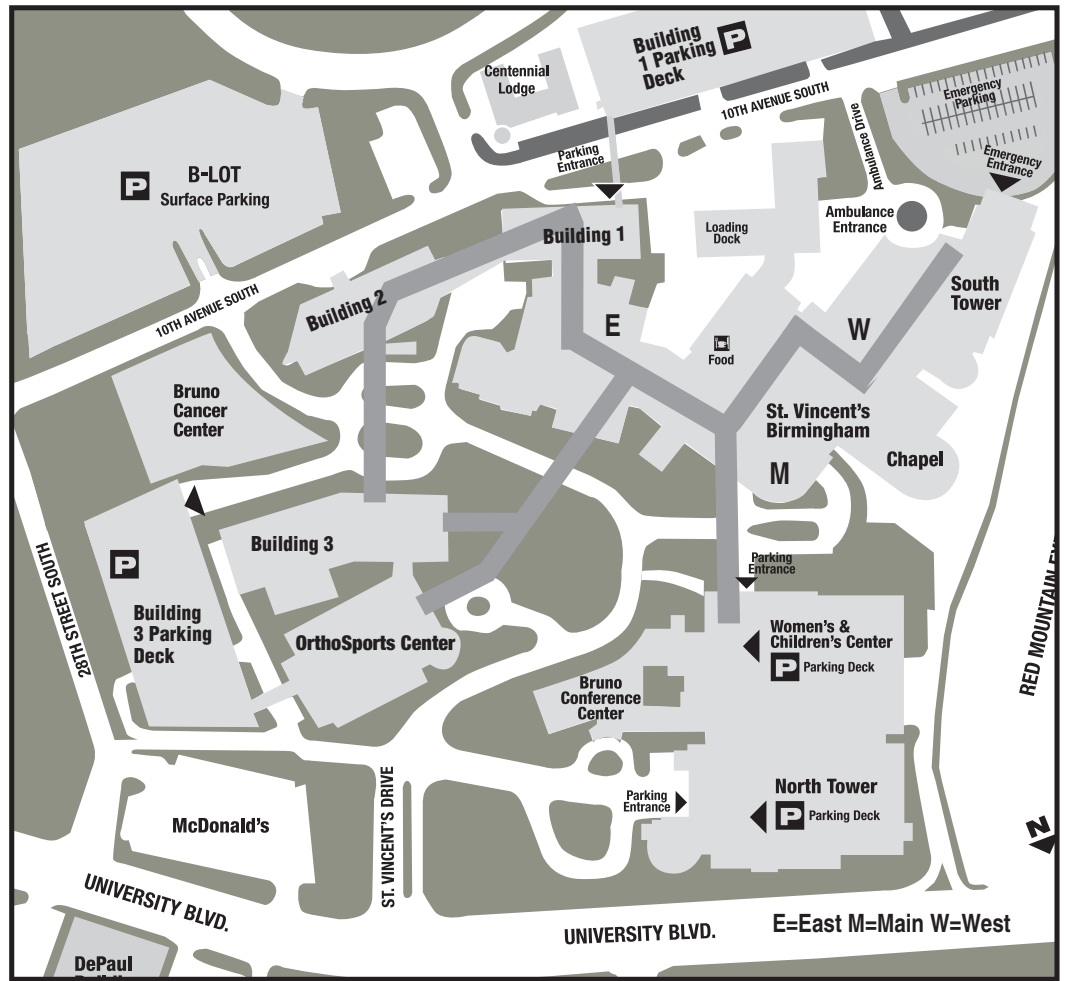 Building
1 Parking
Deck
P
Centennial
Lodge
Emergency
Parking
10TH AVENUE SOUTH
Ambulance Drive
Parking
Entrance
Emergency
Entrance
B-LOT
Surface Parking
P
Building 1
Loading
Dock
Ambulance
Entrance
South
Tower
Building 2
10TH AVENUE SOUTH
E
W
Food
Bruno
Cancer
Center
St. Vincent's
Birmingham
M
Chapel
Building 3
P
Building
3 Parking
Deck
28TH STREET SOUTH
OrthoSports Center
Parking
Entrance
Women's &
Children's Center
P Parking Deck
RED MOUNTAIN
Bruno
Conference
Center
North Tower
P Parking Deck
Parking
Entrance
McDonald's
ST. VINCENT'S DRIVE
N
UNIVERSITY BLVD.
UNIVERSITY BLVD.
E=East M=Main W=West
DePaul